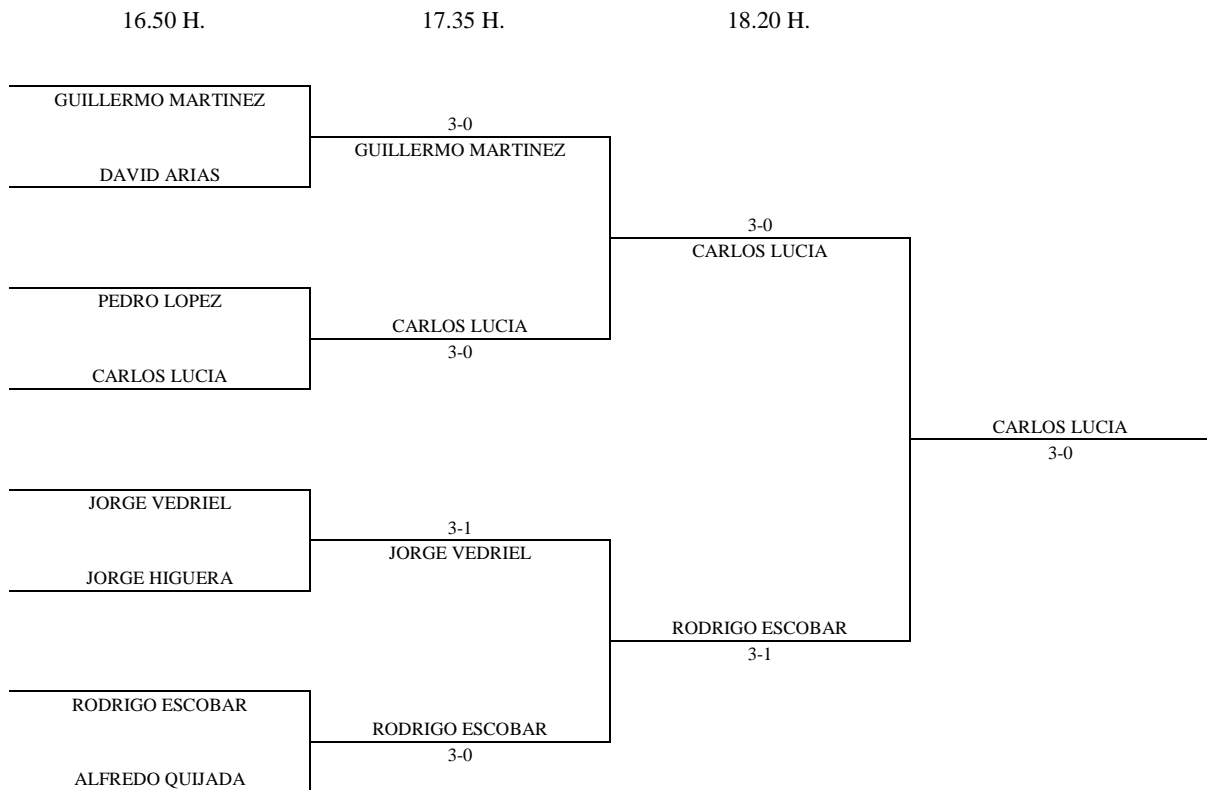 16.50 H. 17.35 H. 18.20 H.
GUILLERMO MARTINEZ
3-0
GUILLERMO MARTINEZ
DAVID ARIAS
3-0
CARLOS LUCIA
PEDRO LOPEZ
CARLOS LUCIA
3-0
CARLOS LUCIA
CARLOS LUCIA
3-0
JORGE VEDRIEL
3-1
JORGE VEDRIEL
JORGE HIGUERA
RODRIGO ESCOBAR
3-1
RODRIGO ESCOBAR
RODRIGO ESCOBAR
3-0
ALFREDO QUIJADA